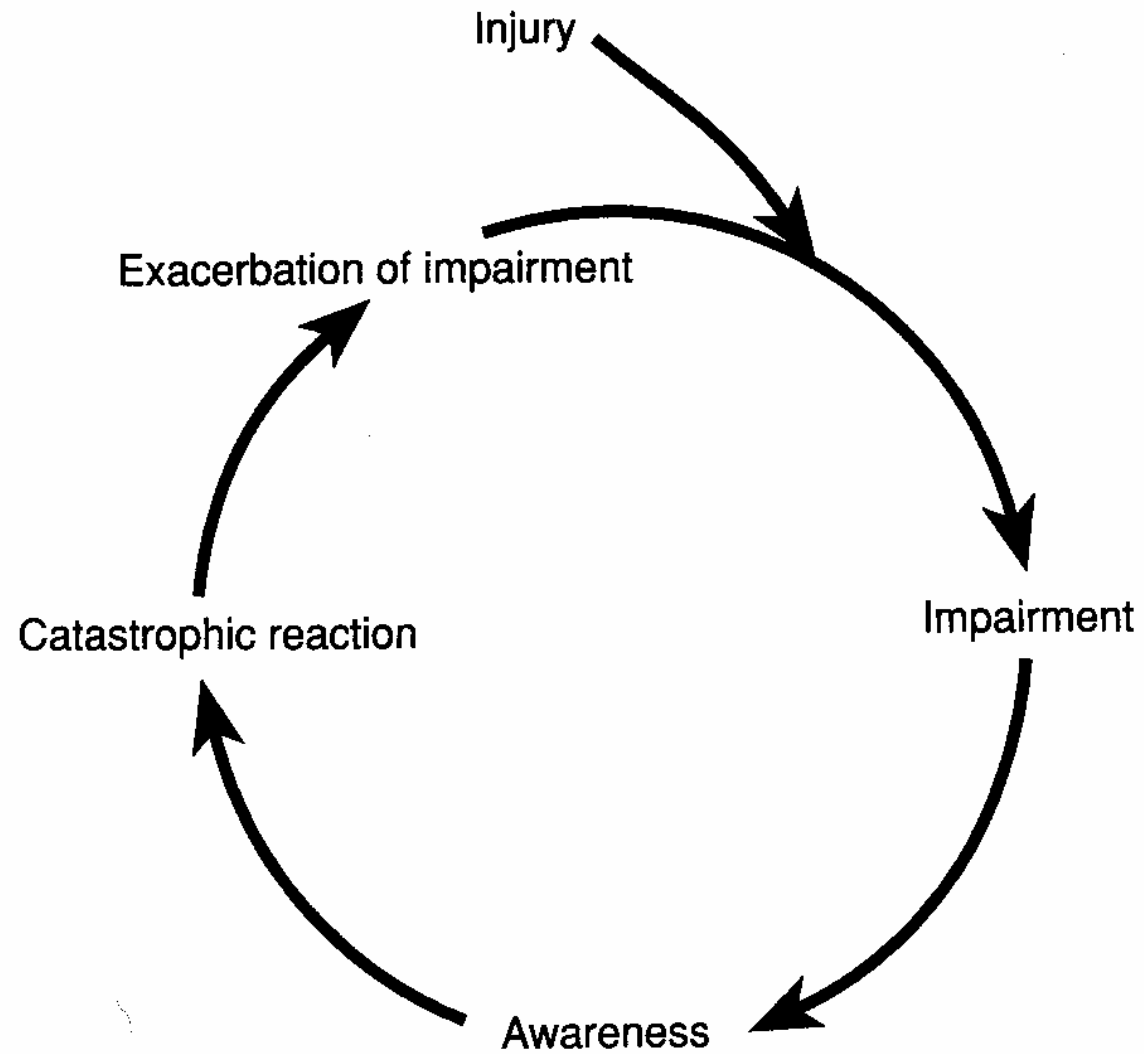 Injury
Exacerbation of impairment
Impairment
Catastrophic reaction
Awareness